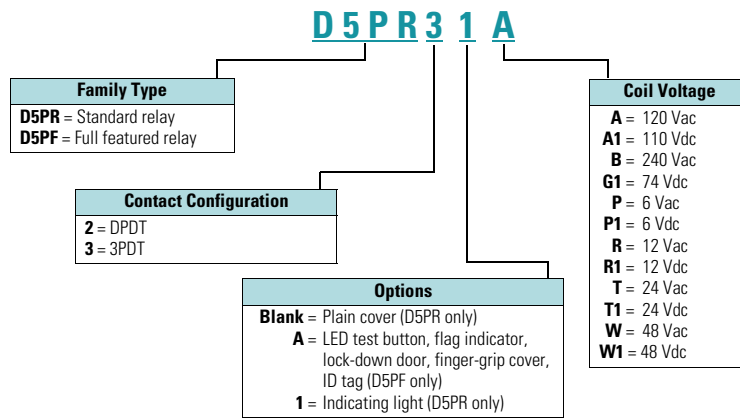 D 5 P R 3 1 A
Family Type
D5PR = Standard relay
D5PF = Full featured relay
Contact Configuration
2 = DPDT
3 = 3PDT
Options
Blank = Plain cover (D5PR only)
A = LED test button, flag indicator,
lock-down door, finger-grip cover,
ID tag (D5PF only)
1 = Indicating light (D5PR only)
Coil Voltage
A = 120 Vac
A1 = 110 Vdc
B = 240 Vac
G1 = 74 Vdc
P = 6 Vac
P1 = 6 Vdc
R = 12 Vac
R1 = 12 Vdc
T = 24 Vac
T1 = 24 Vdc
W = 48 Vac
W1 = 48 Vdc